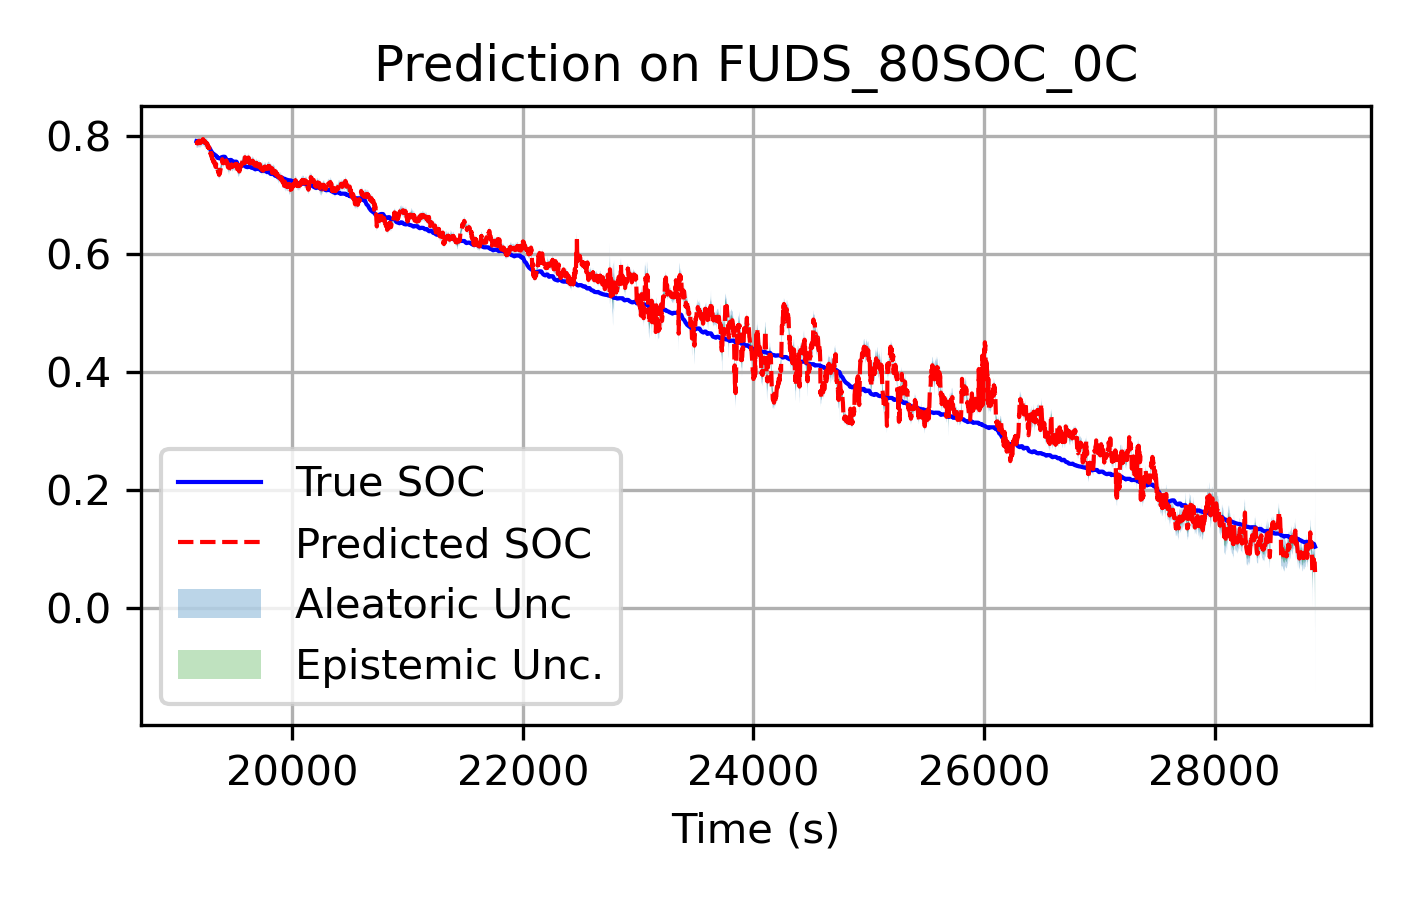 Prediction on FUDS_80SOC_0C
0.8
0.6
0.4
0.2
0.0
True SOC
Predicted SOC
Aleatoric Unc
Epistemic Unc.
20000 22000 24000 26000 28000
Time (s)